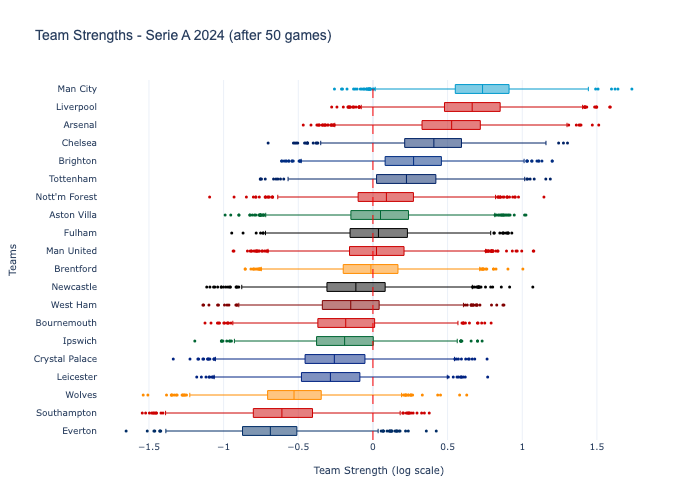 Team Strengths - Serie A 2024 (after 50 games)
Man City
Liverpool
Arsenal
Chelsea
Brighton
Tottenham
Nott'm Forest
Aston Villa
Fulham
Man United
Brentford
Newcastle
West Ham
Bournemouth
Ipswich
Crystal Palace
Leicester
Wolves
Southampton
Everton
Teams
−1.5 −1 −0.5 0 0.5 1 1.5
Team Strength (log scale)